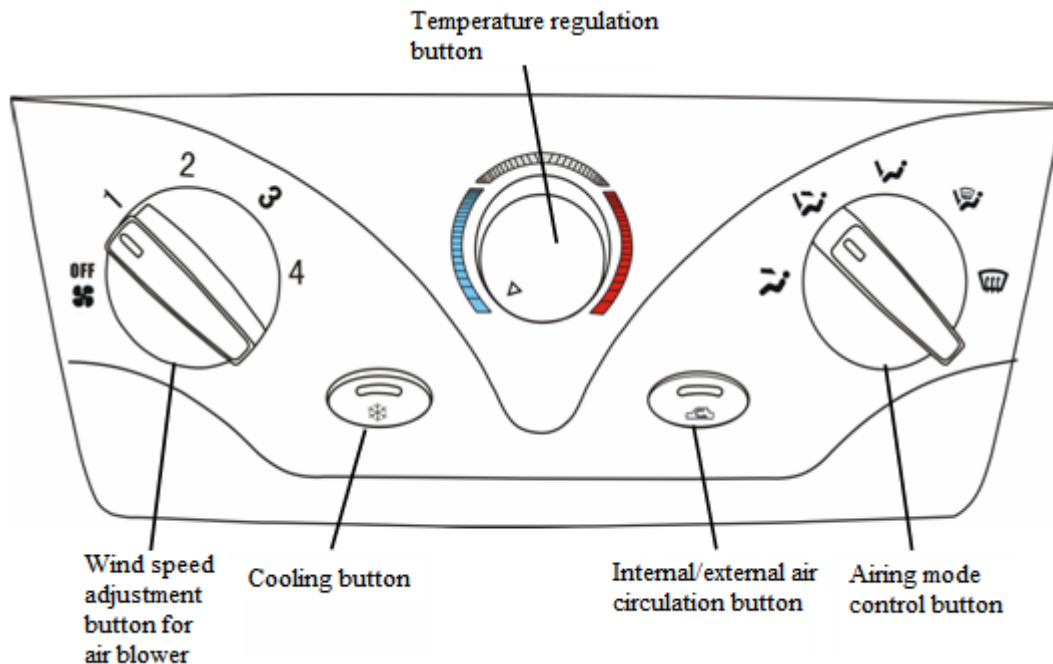 Temperature regulation
button
2
1
3
OFF
4
Wind speed
adjustment
button for
air blower
Cooling button
Internal/external air
circulation button
Airing mode
control button